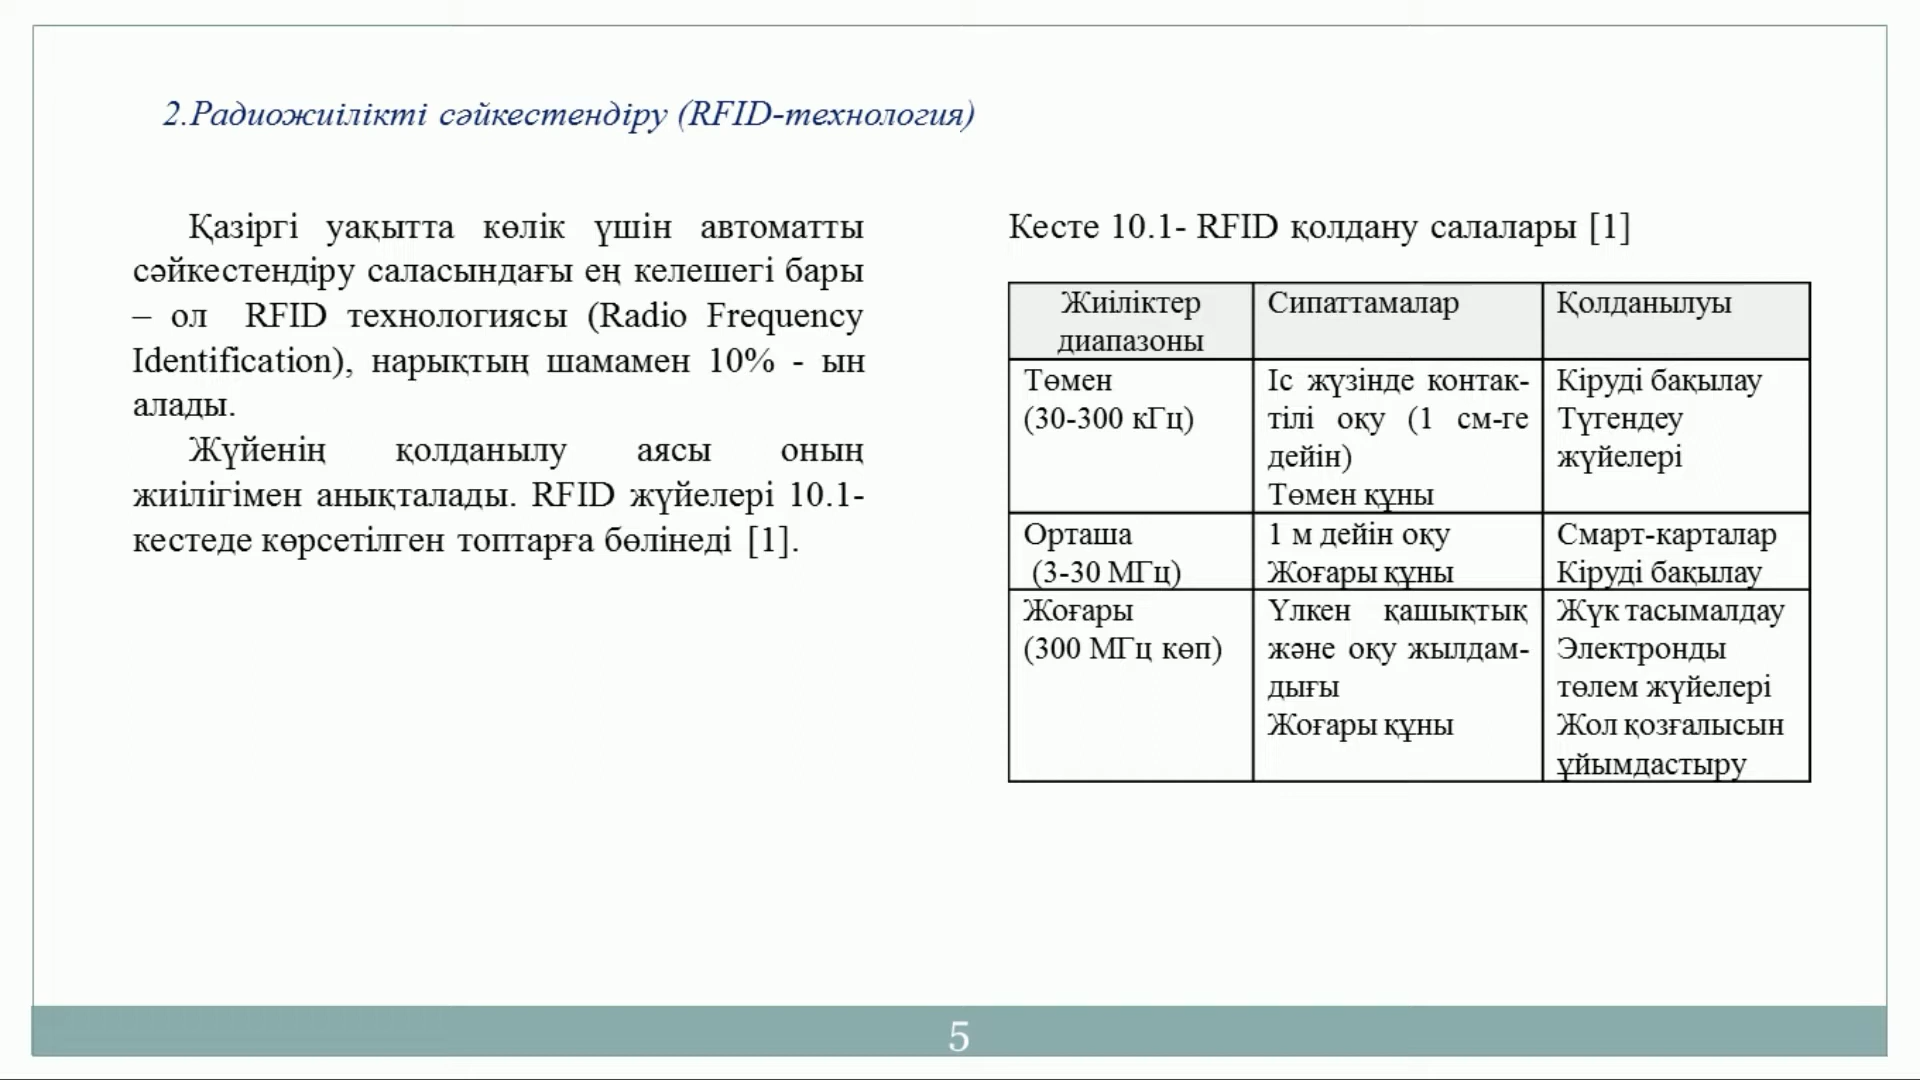 2.Радиожиілікті сәйкестендіру (RFID-технология)
Қазіргі уақытта көлік үшін автоматты
сәйкестендіру саласындағы ең келешегі бары
– ол RFID технологиясы (Radio Frequency
Identification), нарықтың шамамен 10% - ын
алады.
Жүйенің қолданылу аясы оның
жиілігімен анықталады. RFID жүйелері 10.1-
кестеде көрсетілген топтарға бөлінеді [1].
Кесте 10.1- RFID қолдану салалары [1]
Жиіліктер
диапазоны
Сипаттамалар
Қолданылуы
Төмен
(30-300 кГц)
Іс жүзінде контак-
тілі оқу (1 см-ге
дейін)
Төмен құны
Кіруді бақылау
Түгендеу
жүйелері
Орташа
(3-30 МГц)
1 м дейін оқу
Жоғары құны
Смарт-карталар
Кіруді бақылау
Жоғары
(300 МГц көп)
Үлкен қашықтық
және оқу жылдам-
дығы
Жоғары құны
Жүк тасымалдау
Электронды
төлем жүйелері
Жол қозғалысын
ұйымдастыру
5